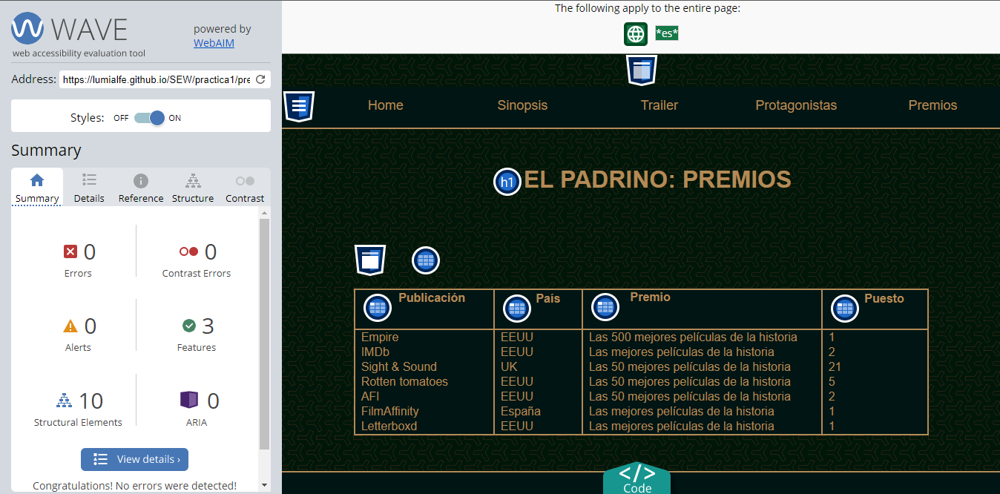 WAVE
web accessibility evaluation tool
powered by
WebAIM
Address: https://lumialfe.github.io/SEW/practica1/pre
Styles: OFF ON
Summary
Summary Details Reference Structure Contrast
0 0
Errors Contrast Errors
0 3
Alerts Features
10 0
Structural Elements ARIA
View details ›
Congratulations! No errors were detected!
The following apply to the entire page:
*es*
Home Sinopsis Trailer Protagonistas Premios
h1 EL PADRINO: PREMIOS
Publicación País Premio Puesto
Empire EEUU Las 500 mejores películas de la historia 1
IMDb EEUU Las mejores películas de la historia 2
Sight & Sound UK Las 50 mejores películas de la historia 21
Rotten tomatoes EEUU Las 50 mejores películas de la historia 5
AFI EEUU Las 50 mejores películas de la historia 2
FilmAffinity España Las mejores películas de la historia 1
Letterboxd EEUU Las mejores películas de la historia 1
</>
Code